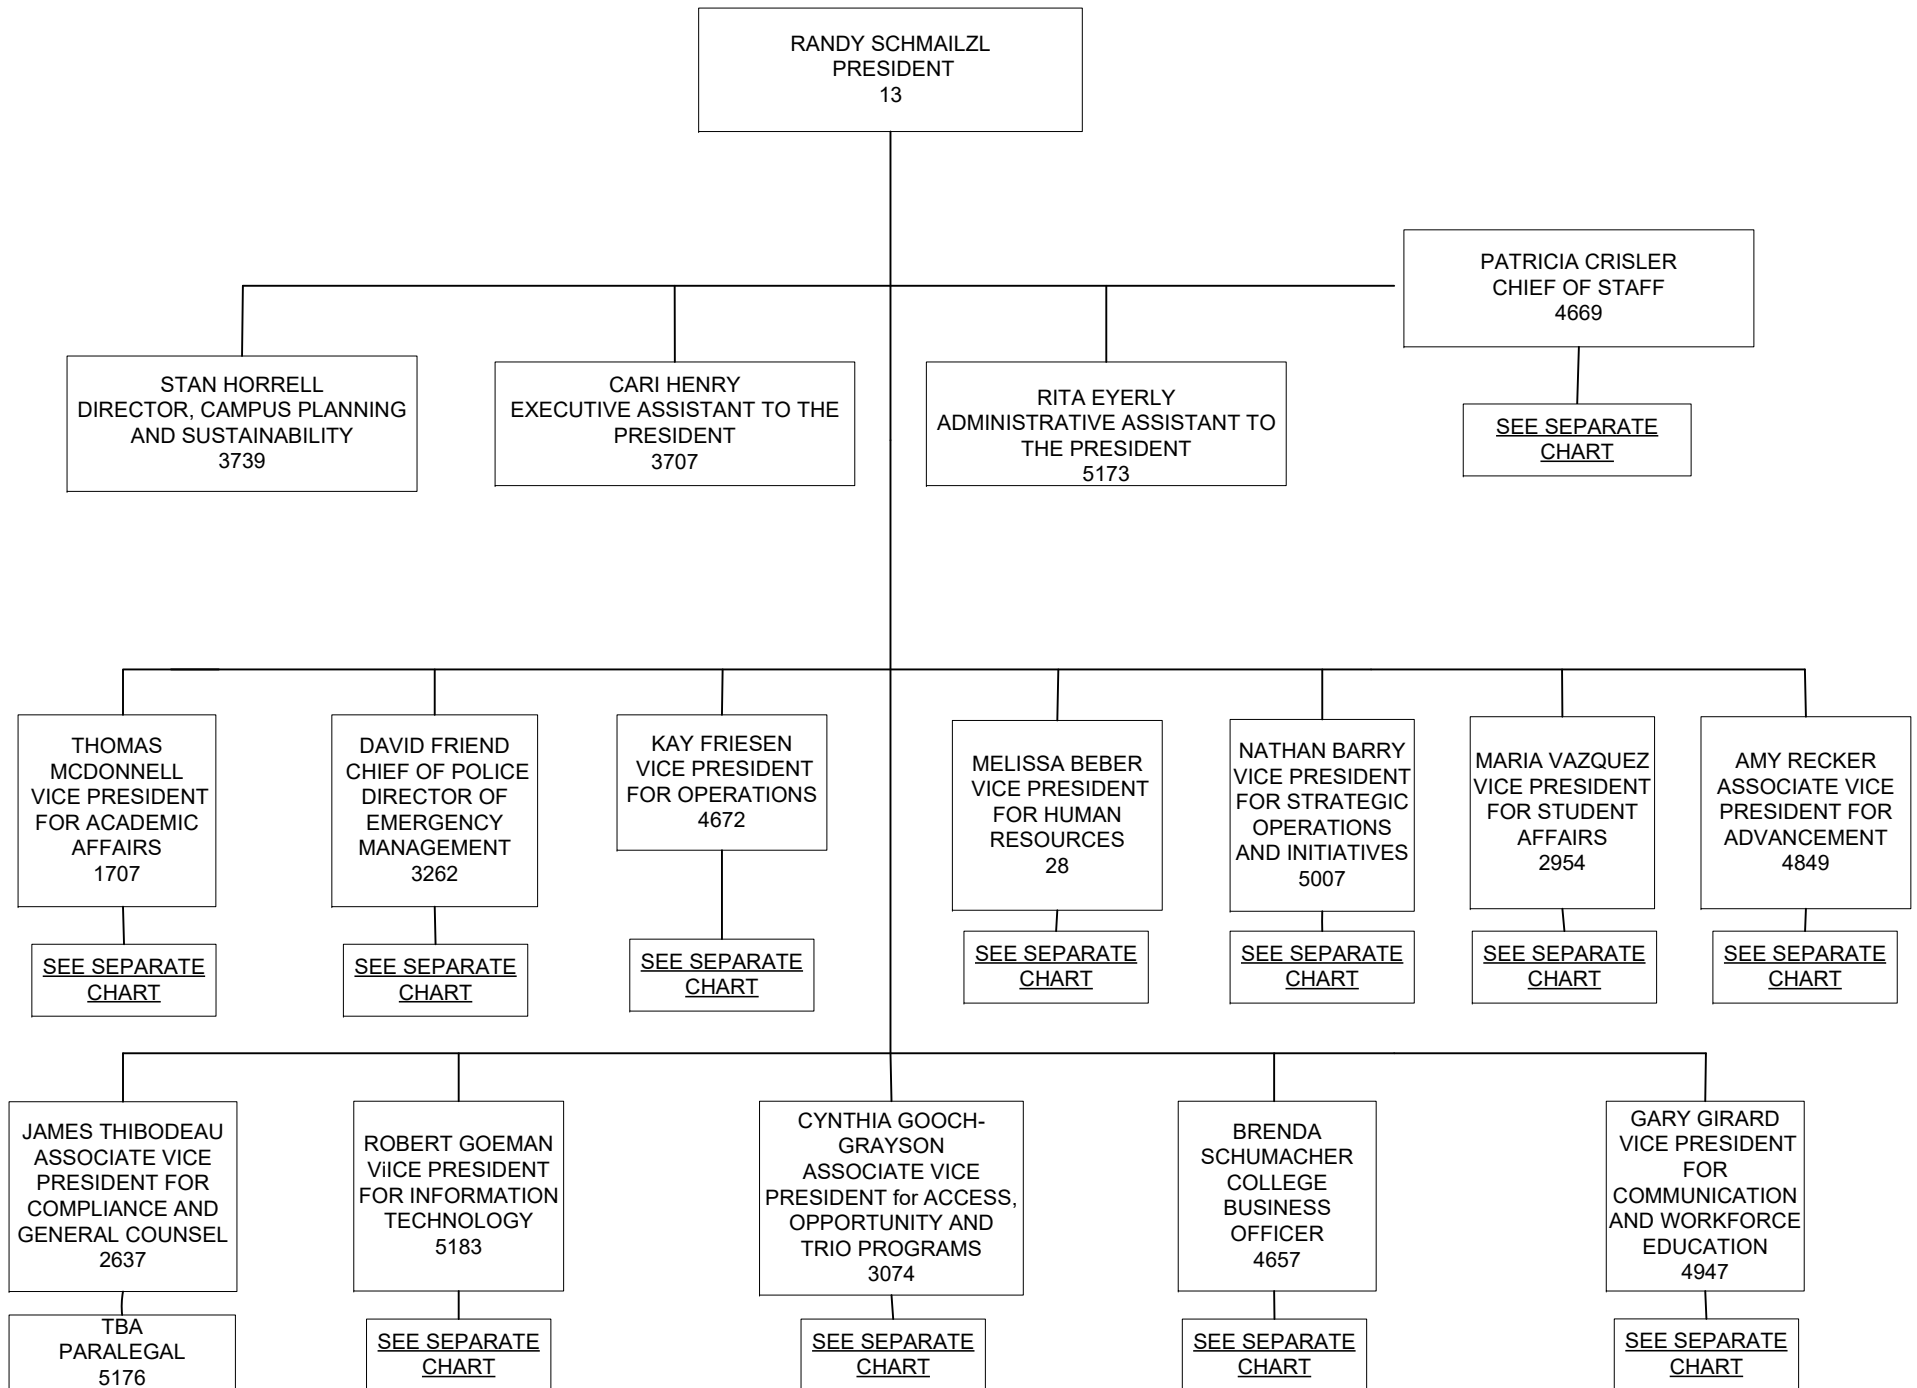 RANDY SCHMAILZL
PRESIDENT
13
PATRICIA CRISLER
CHIEF OF STAFF
4669
SEE SEPARATE
CHART
STAN HORRELL
DIRECTOR, CAMPUS PLANNING
AND SUSTAINABILITY
3739
CARI HENRY
EXECUTIVE ASSISTANT TO THE
PRESIDENT
3707
RITA EYERLY
ADMINISTRATIVE ASSISTANT TO
THE PRESIDENT
5173
THOMAS
MCDONNELL
VICE PRESIDENT
FOR ACADEMIC
AFFAIRS
1707
SEE SEPARATE
CHART
DAVID FRIEND
CHIEF OF POLICE
DIRECTOR OF
EMERGENCY
MANAGEMENT
3262
SEE SEPARATE
CHART
KAY FRIESEN
VICE PRESIDENT
FOR OPERATIONS
4672
SEE SEPARATE
CHART
MELISSA BEBER
VICE PRESIDENT
FOR HUMAN
RESOURCES
28
SEE SEPARATE
CHART
NATHAN BARRY
VICE PRESIDENT
FOR STRATEGIC
OPERATIONS
AND INITIATIVES
5007
SEE SEPARATE
CHART
MARIA VAZQUEZ
VICE PRESIDENT
FOR STUDENT
AFFAIRS
2954
SEE SEPARATE
CHART
AMY RECKER
ASSOCIATE VICE
PRESIDENT FOR
ADVANCEMENT
4849
SEE SEPARATE
CHART
JAMES THIBODEAU
ASSOCIATE VICE
PRESIDENT FOR
COMPLIANCE AND
GENERAL COUNSEL
2637
TBA
PARALEGAL
5176
ROBERT GOEMAN
ViICE PRESIDENT
FOR INFORMATION
TECHNOLOGY
5183
SEE SEPARATE
CHART
CYNTHIA GOOCH-
GRAYSON
ASSOCIATE VICE
PRESIDENT for ACCESS,
OPPORTUNITY AND
TRIO PROGRAMS
3074
SEE SEPARATE
CHART
BRENDA
SCHUMACHER
COLLEGE
BUSINESS
OFFICER
4657
SEE SEPARATE
CHART
GARY GIRARD
VICE PRESIDENT
FOR
COMMUNICATION
AND WORKFORCE
EDUCATION
4947
SEE SEPARATE
CHART